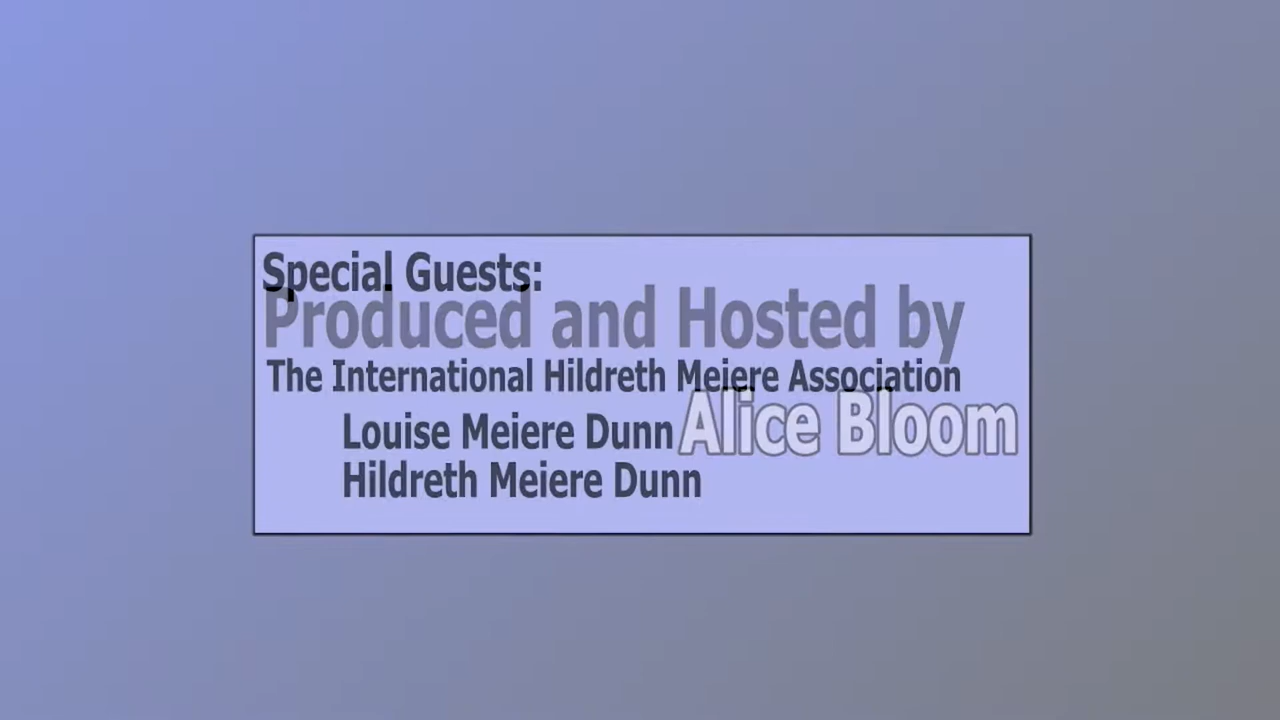 Special Guests:
Produced and Hosted by
The International Hildreth Meiere Association
Alice Bloom
Louise Meiere Dunn
Hildreth Meiere Dunn